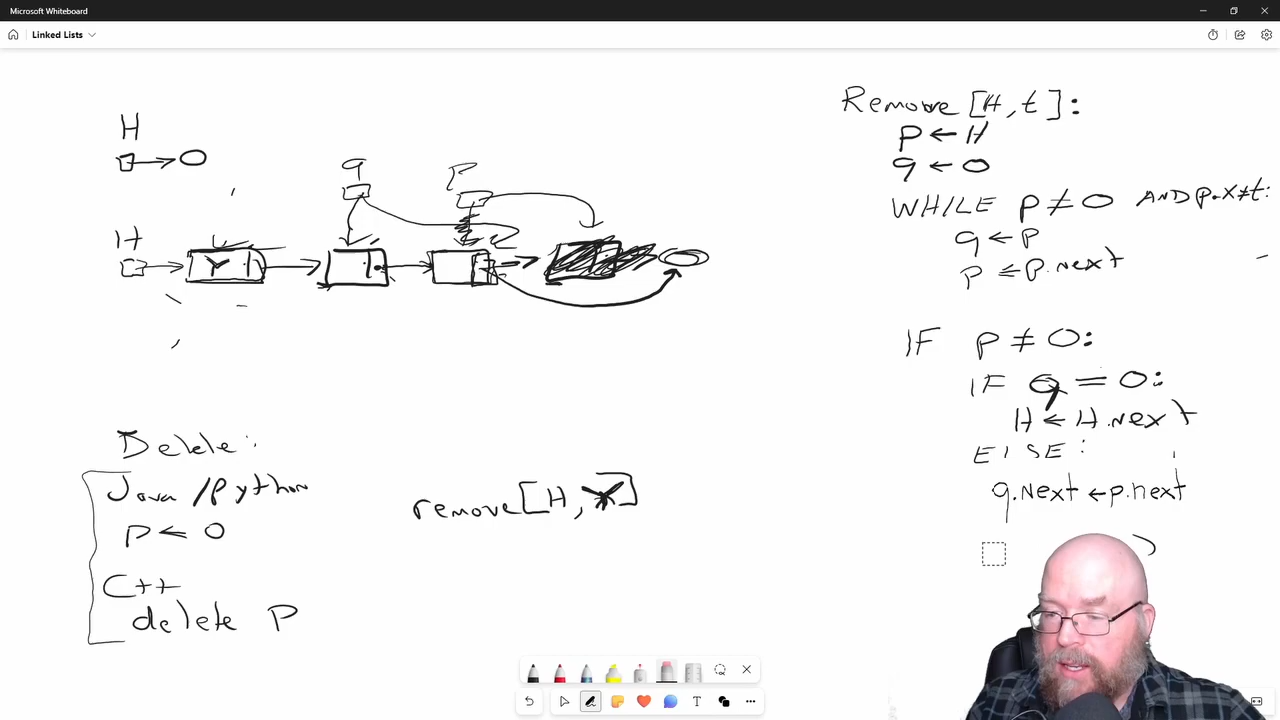 Microsoft Whiteboard
Linked Lists
H
q
P
H
Y
Remove [H, t]:
p ← H
q ← 0
WHILE p ≠ 0 AND p.x ≠ t:
q ← p
p ← p.next
IF p ≠ 0:
IF q = 0:
H ← H.next
ELSE:
q.next ← p.next
Delete:
Java / Python
P ← 0
C++
delete P
remove [H, X]
T